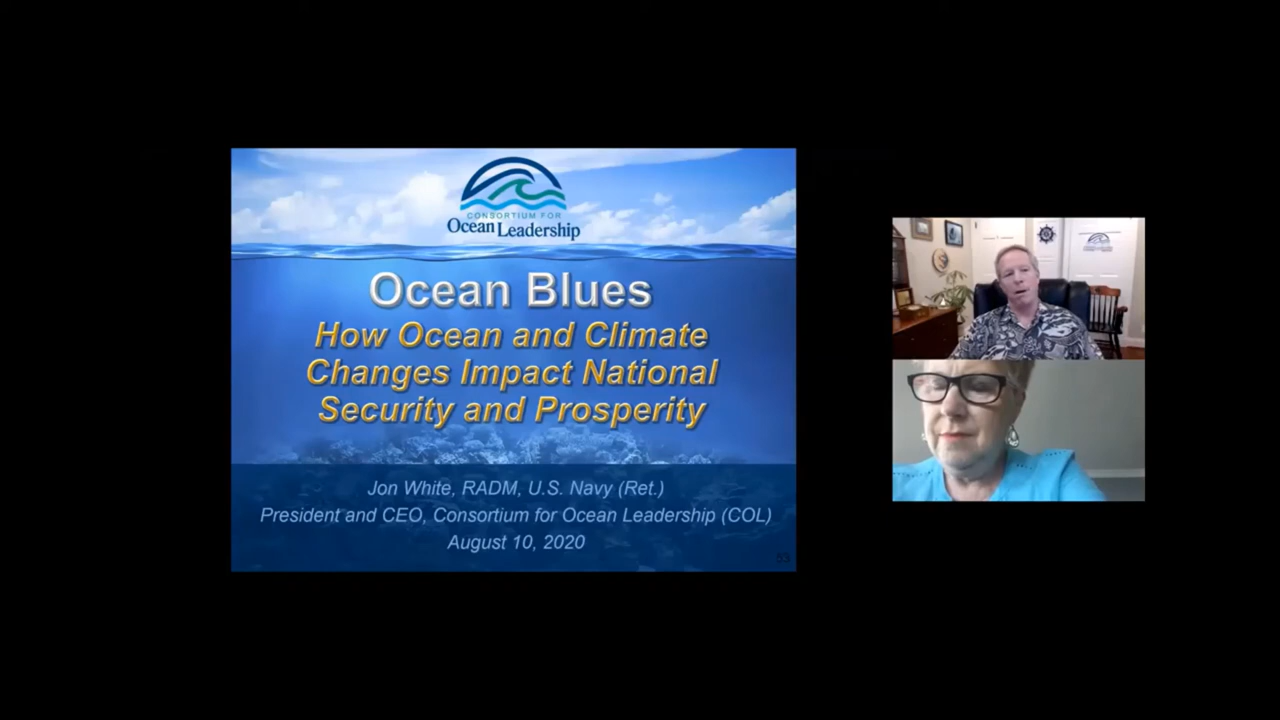 CONSORTIUM FOR
Ocean Leadership
Ocean Blues
How Ocean and Climate
Changes Impact National
Security and Prosperity
Jon White, RADM, U.S. Navy (Ret.)
President and CEO, Consortium for Ocean Leadership (COL)
August 10, 2020
53